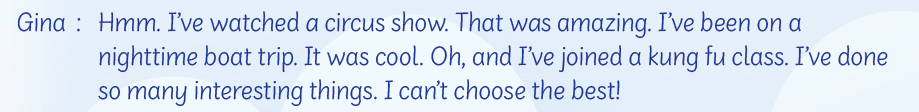 Gina : Hmm. I've watched a circus show. That was amazing. I've been on a
nighttime boat trip. It was cool. Oh, and I've joined a kung fu class. I've done
so many interesting things. I can't choose the best!